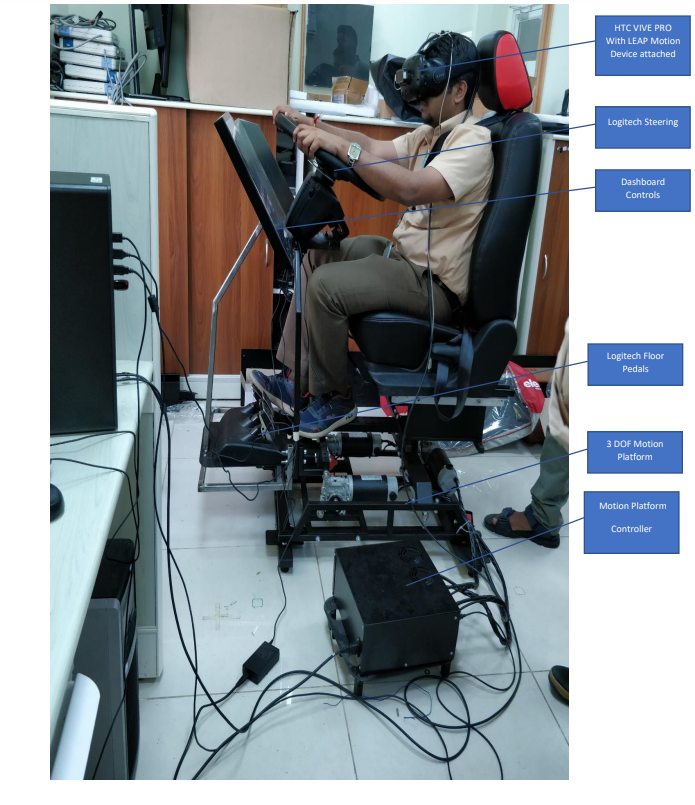 HTC VIVE PRO
With LEAP Motion
Device attached
Logitech Steering
Dashboard
Controls
Logitech Floor
Pedals
3 DOF Motion
Platform
Motion Platform
Controller